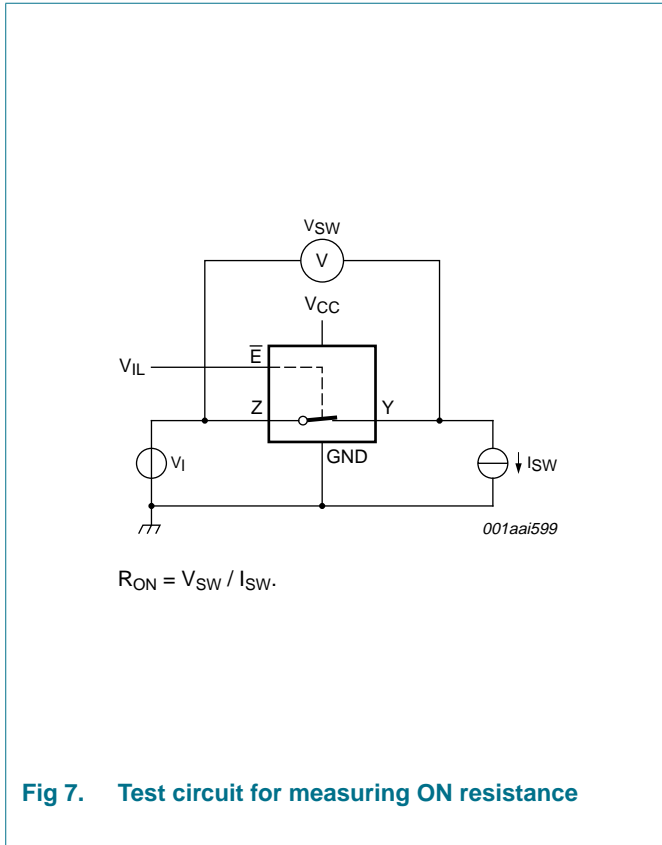 VSW
V
VCC
E̅
VIL
Z
Y
GND
VI
ISW
001aai599
RON = VSW / ISW.
Fig 7. Test circuit for measuring ON resistance